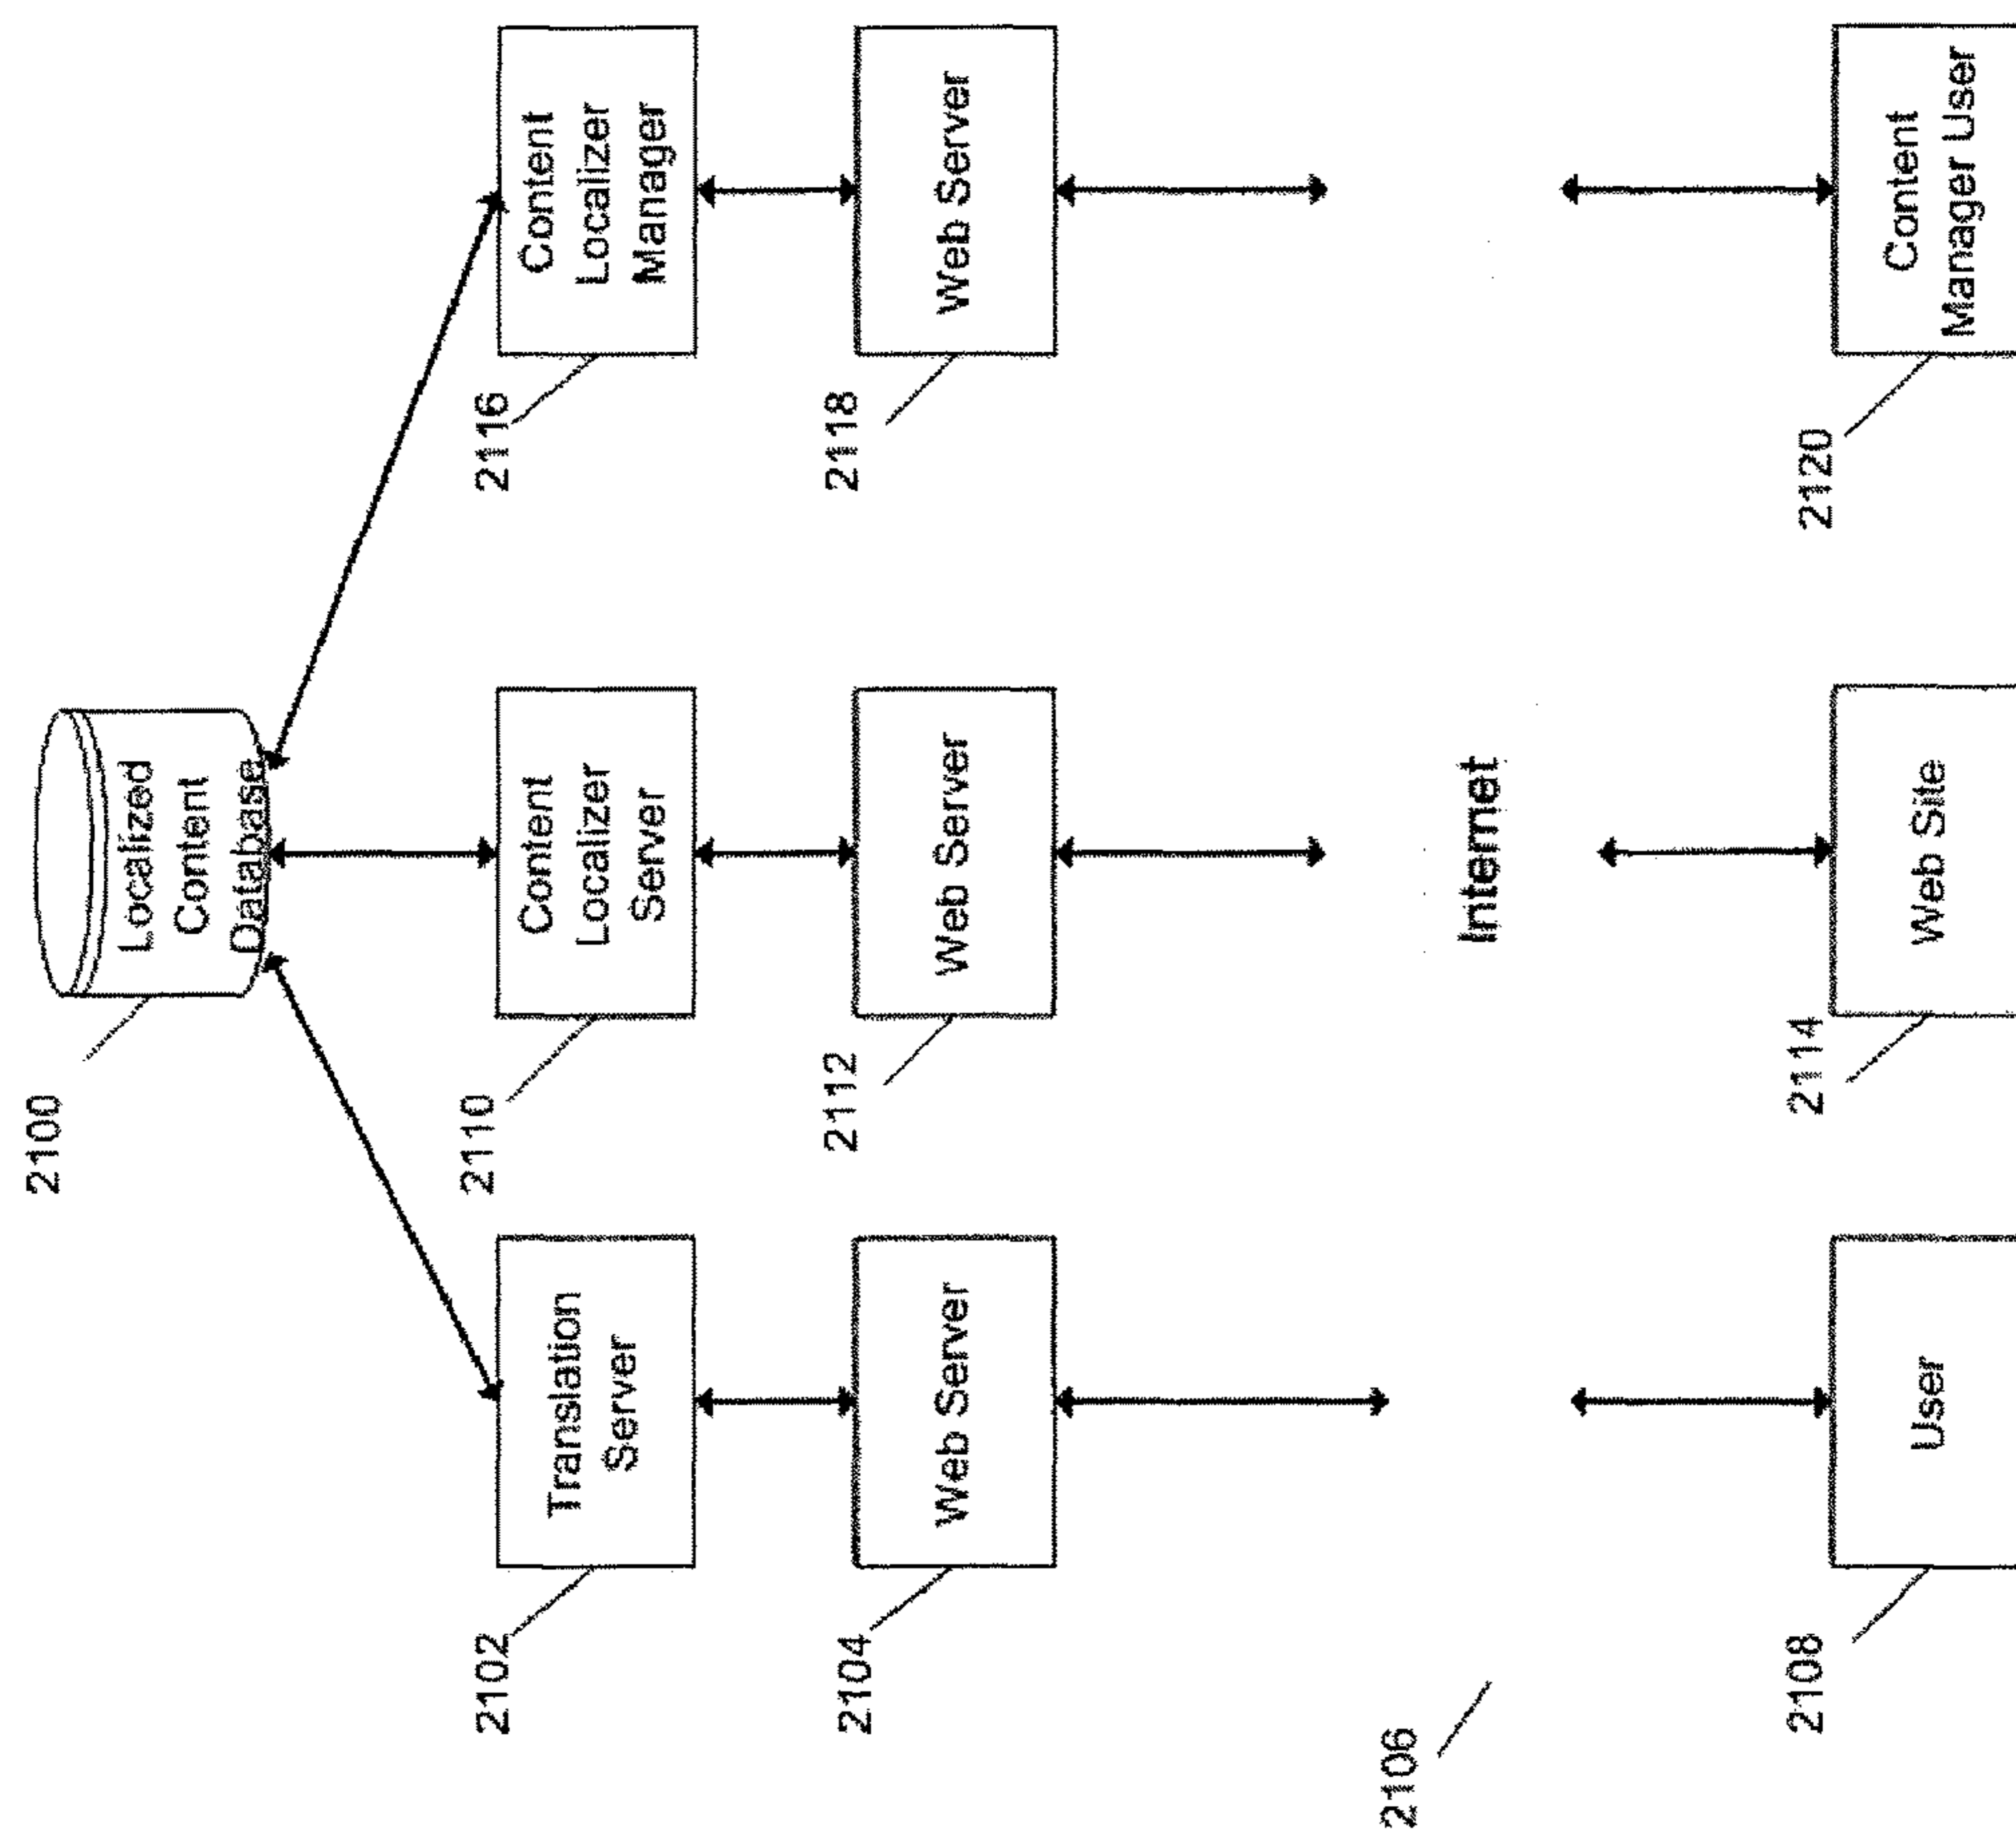 2100
Localized
Content
Database
2102
Translation
Server
2110
Content
Localizer
Server
2116
Content
Localizer
Manager
2104
Web Server
2112
Web Server
2118
Web Server
2106
Internet
2108
User
2114
Web Site
2120
Content
Manager User